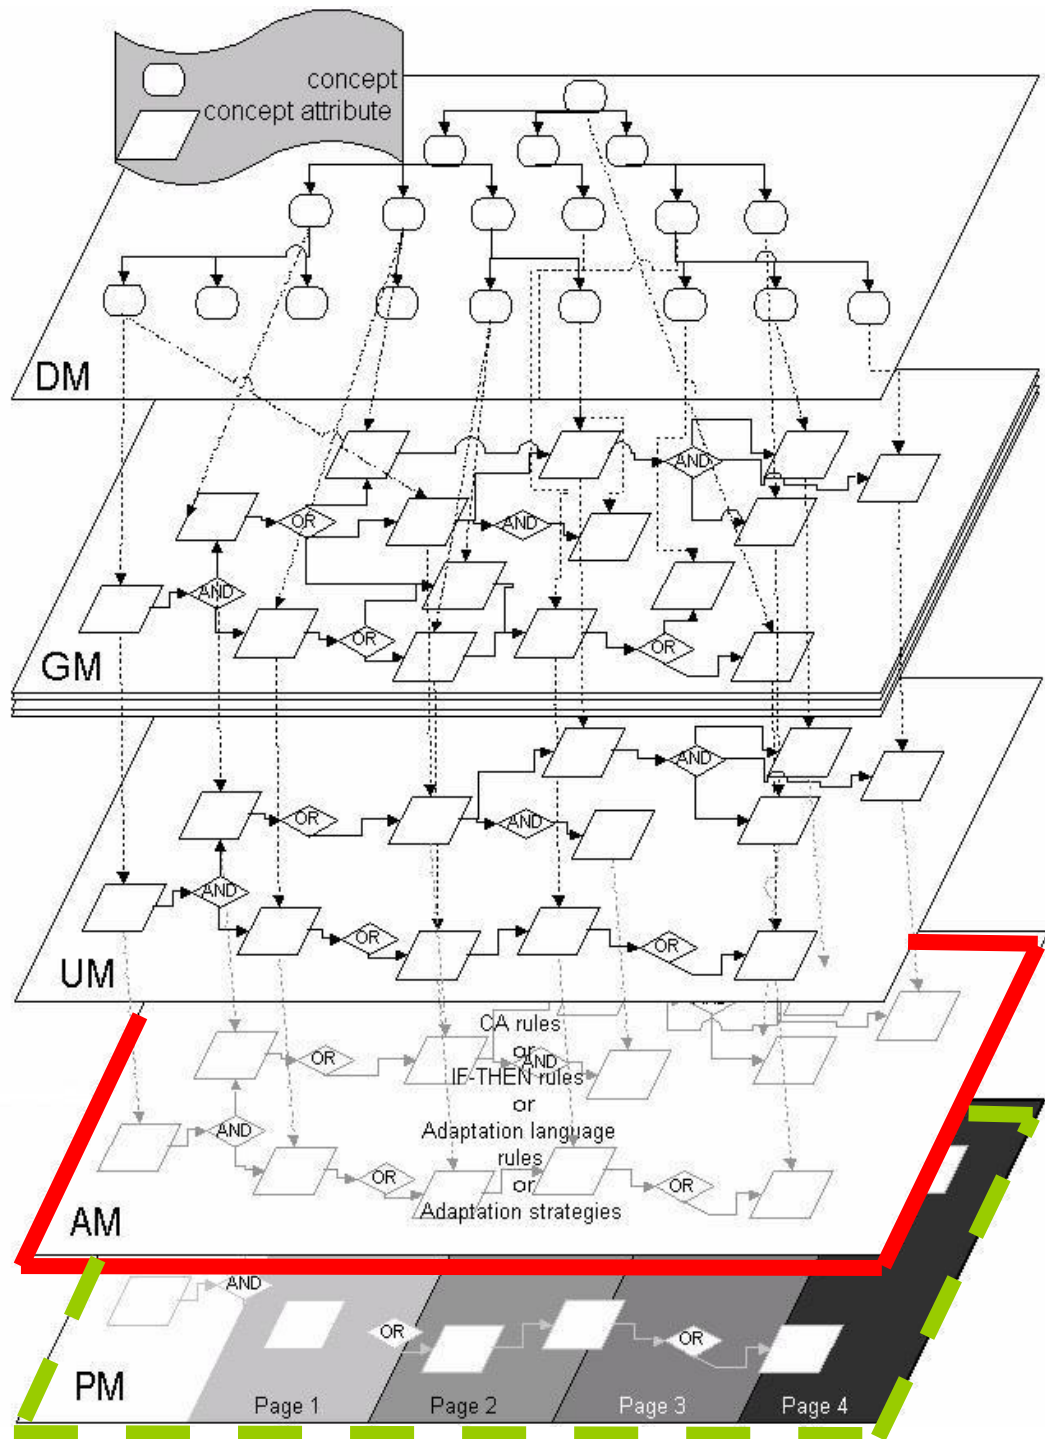 concept
concept attribute
DM
AND
OR
AND
AND
OR
OR
GM
AND
OR
AND
AND
OR
OR
UM
AND
CA rules
or
OR
AND
IF-THEN rules
or
AND
Adaptation language
rules
OR
or
OR
Adaptation strategies
AM
AND
OR
OR
PM
Page 1
Page 2
Page 3
Page 4